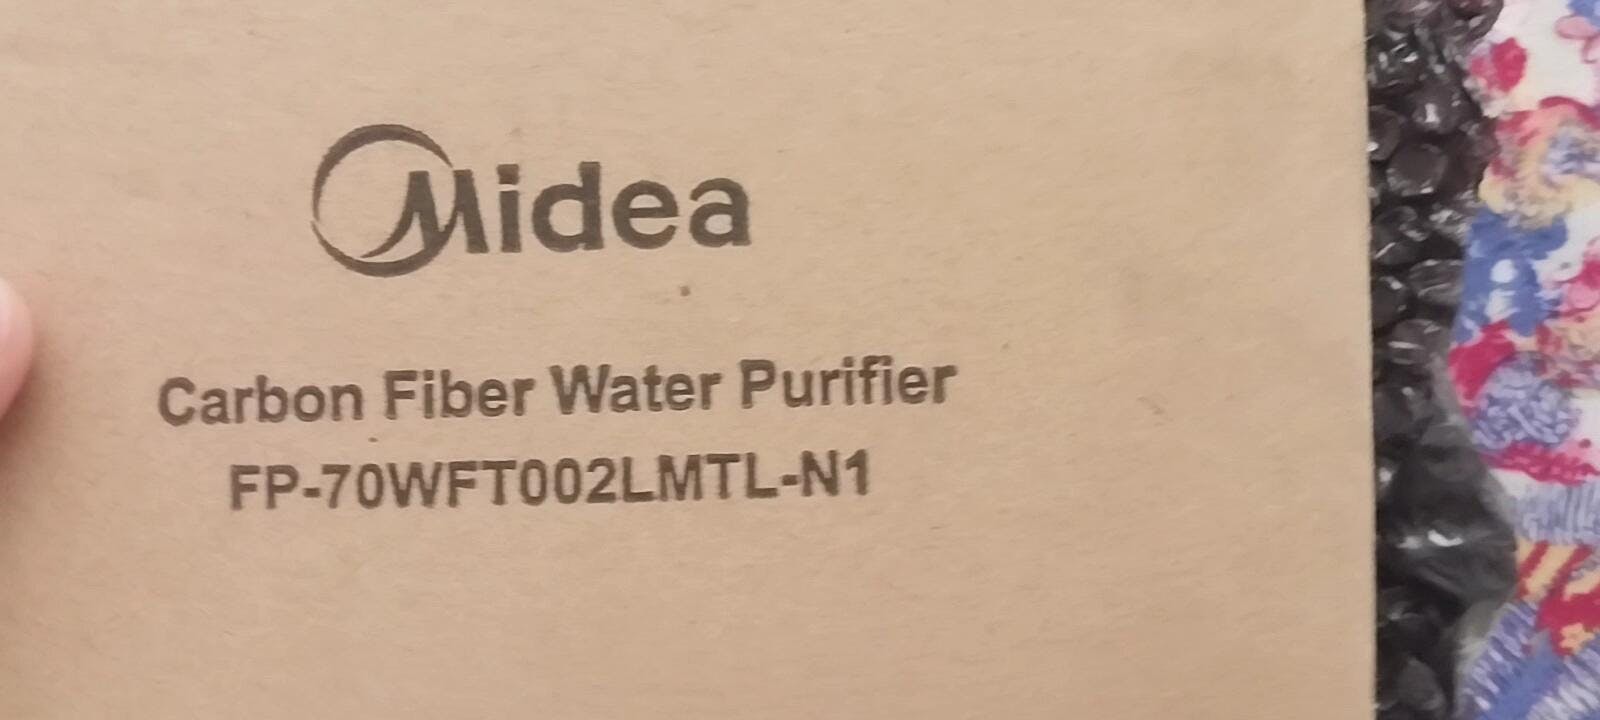 Midea
Carbon Fiber Water Purifier
FP-70WFT002LMTL-N1